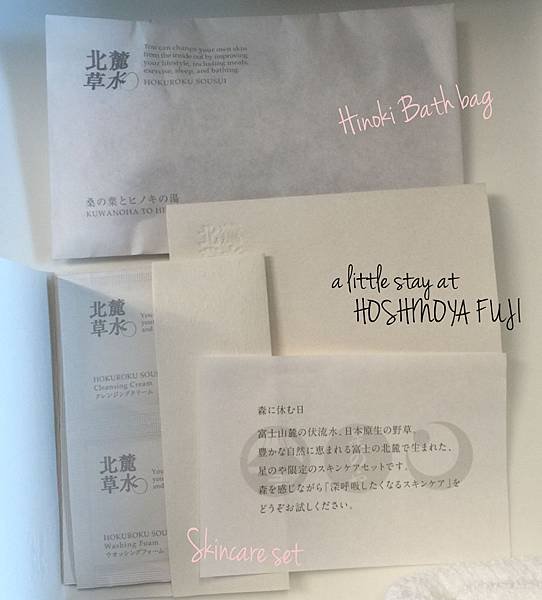 北麓
草水
You can change your own skin
from the inside out by improving
your lifestyle, including meals,
exercise, sleep, and bathing.
HOKUROKU SOUSUI
Hinoki Bath bag
桑の葉とヒノキの湯
KUWANOHA TO HI
北麓
草水
a little stay at
HOSHINOYA FUJI
北麓
草水
HOKUROKU SOUSU
Cleansing Cream
クレンジングクリーム
北麓
草水
HOKUROKU SOU
Washing Foam
ウオッシングフォーム
森に休む日
富士山麓の伏流水、日本原生の野草。
豊かな自然に恵まれる富士の北麓で生まれた、
星のや限定のスキンケアセットです。
森を感じながら「深呼吸したくなるスキンケア」を
どうぞお試しください。
Skincare set